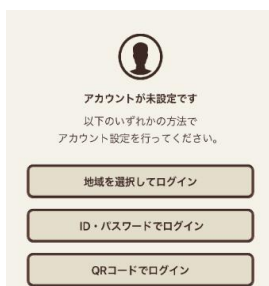 アカウントが未設定です
以下のいずれかの方法で
アカウント設定を行ってください。
地域を選択してログイン
ID・パスワードでログイン
QRコードでログイン